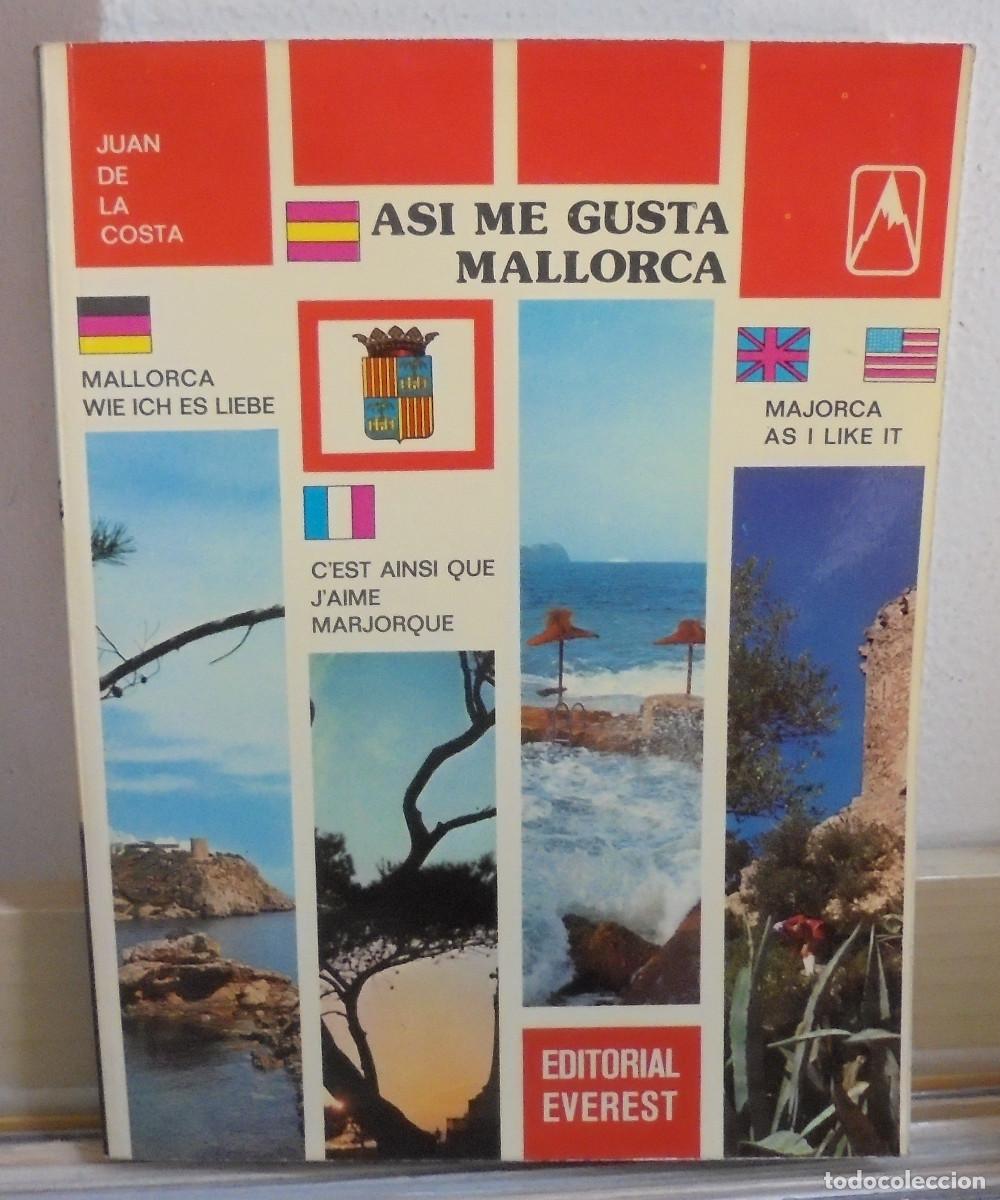 JUAN
DE
LA
COSTA
ASI ME GUSTA
MALLORCA
MALLORCA
WIE ICH ES LIEBE
MAJORCA
AS I LIKE IT
C'EST AINSI QUE
J'AIME
MARJORQUE
EDITORIAL
EVEREST
todocoleccion